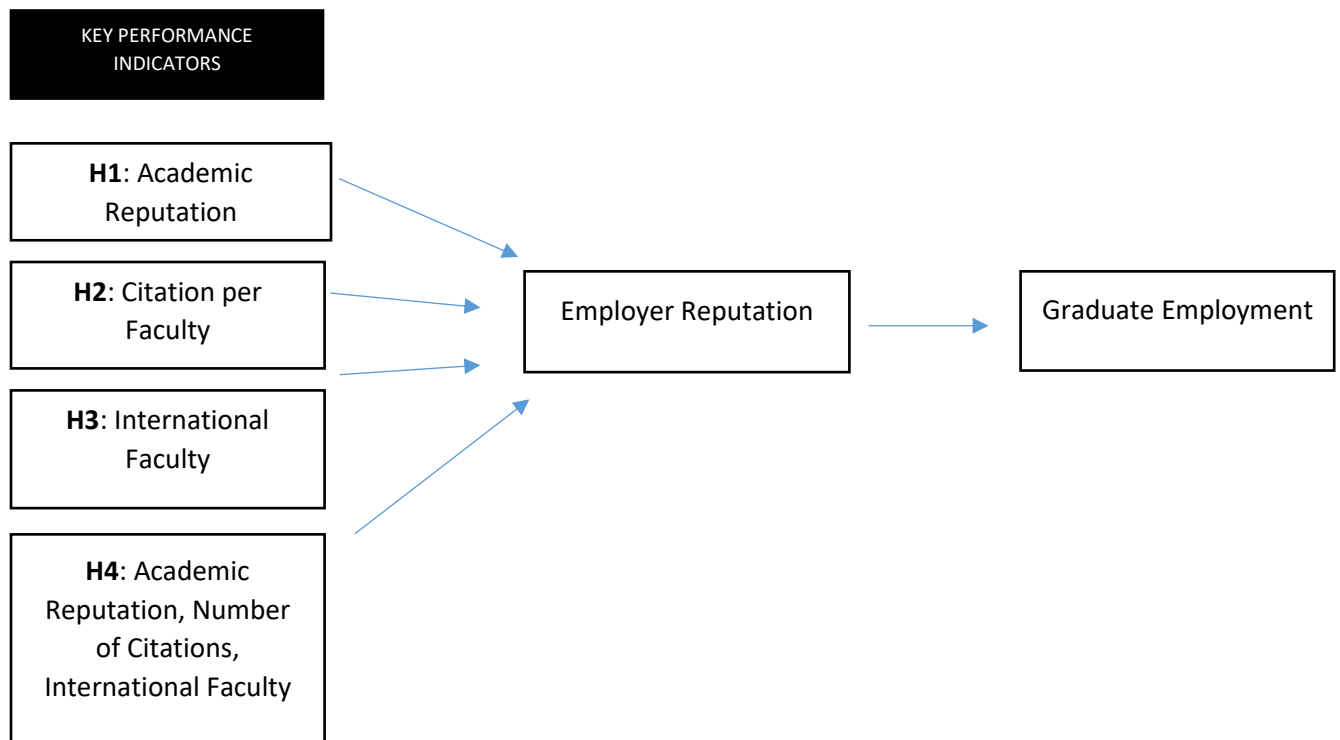 KEY PERFORMANCE
INDICATORS
H1: Academic
Reputation
H2: Citation per
Faculty
H3: International
Faculty
H4: Academic
Reputation, Number
of Citations,
International Faculty
Employer Reputation
Graduate Employment